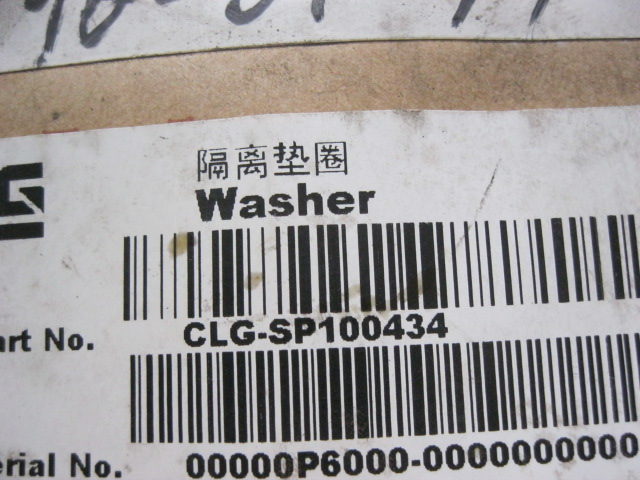 隔离垫圈
Washer
art No. CLG-SP100434
erial No. 00000P6000-0000000000